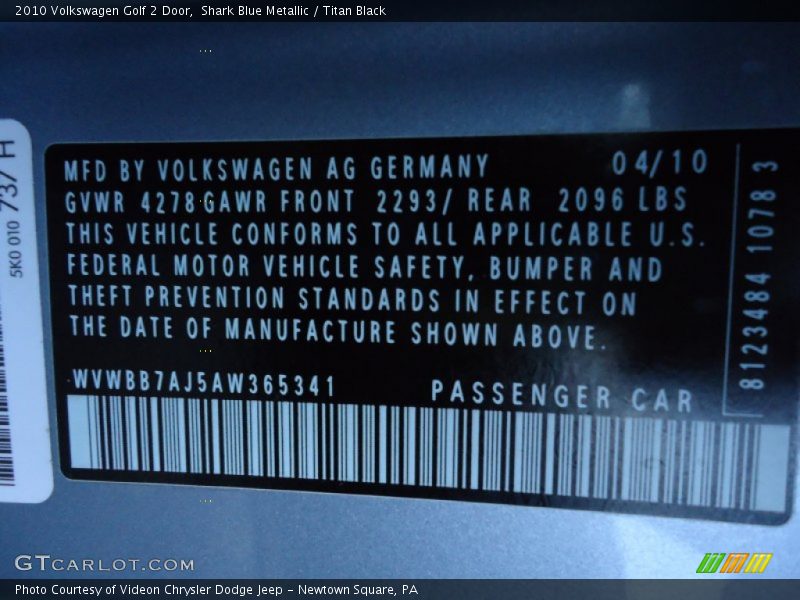 2010 Volkswagen Golf 2 Door,  Shark Blue Metallic / Titan Black
5K0 010 737 H
MFD BY VOLKSWAGEN AG GERMANY 04/10
GVWR 4278 GAWR FRONT 2293/ REAR 2096 LBS
THIS VEHICLE CONFORMS TO ALL APPLICABLE U.S.
FEDERAL MOTOR VEHICLE SAFETY, BUMPER AND
THEFT PREVENTION STANDARDS IN EFFECT ON
THE DATE OF MANUFACTURE SHOWN ABOVE.
WVWBB7AJ5AW365341 PASSENGER CAR
8123484 1078 3
GTCARLOT.COM
Photo Courtesy of Videon Chrysler Dodge Jeep - Newtown Square, PA